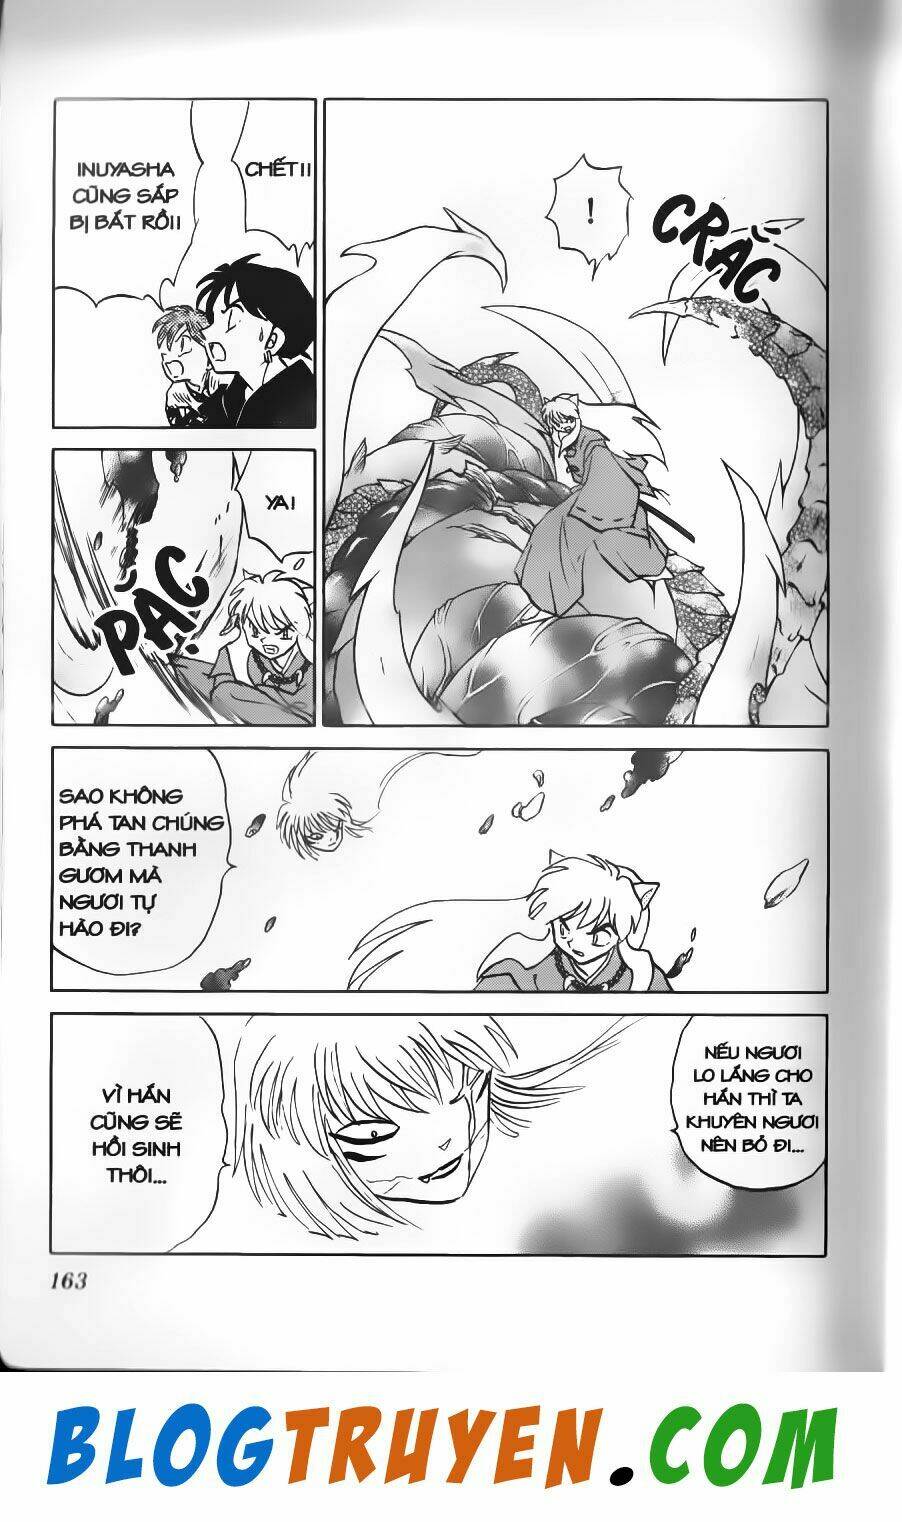 !
CRẮC
CHẾT!!
INUYASHA
CŨNG SẮP
BỊ BẮT RỒI!
YA!
PẶC
SAO KHÔNG
PHÁ TAN CHÚNG
BẰNG THANH
GƯƠM MÀ
NGƯƠI TỰ
HÀO ĐI?
NẾU NGƯƠI
LO LẮNG CHO
HẮN THÌ TA
KHUYÊN NGƯƠI
NÊN BỎ ĐI...
VÌ HẮN
CŨNG SẼ
HỒI SINH
THÔI...
163
BLOGTRUYEN.COM